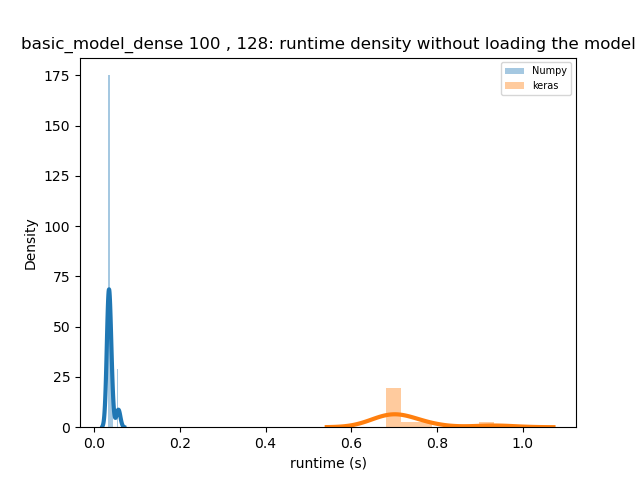 basic_model_dense 100 , 128: runtime density without loading the model
Numpy
keras
175
150
125
100
75
50
25
0
Density
0.0 0.2 0.4 0.6 0.8 1.0
runtime (s)